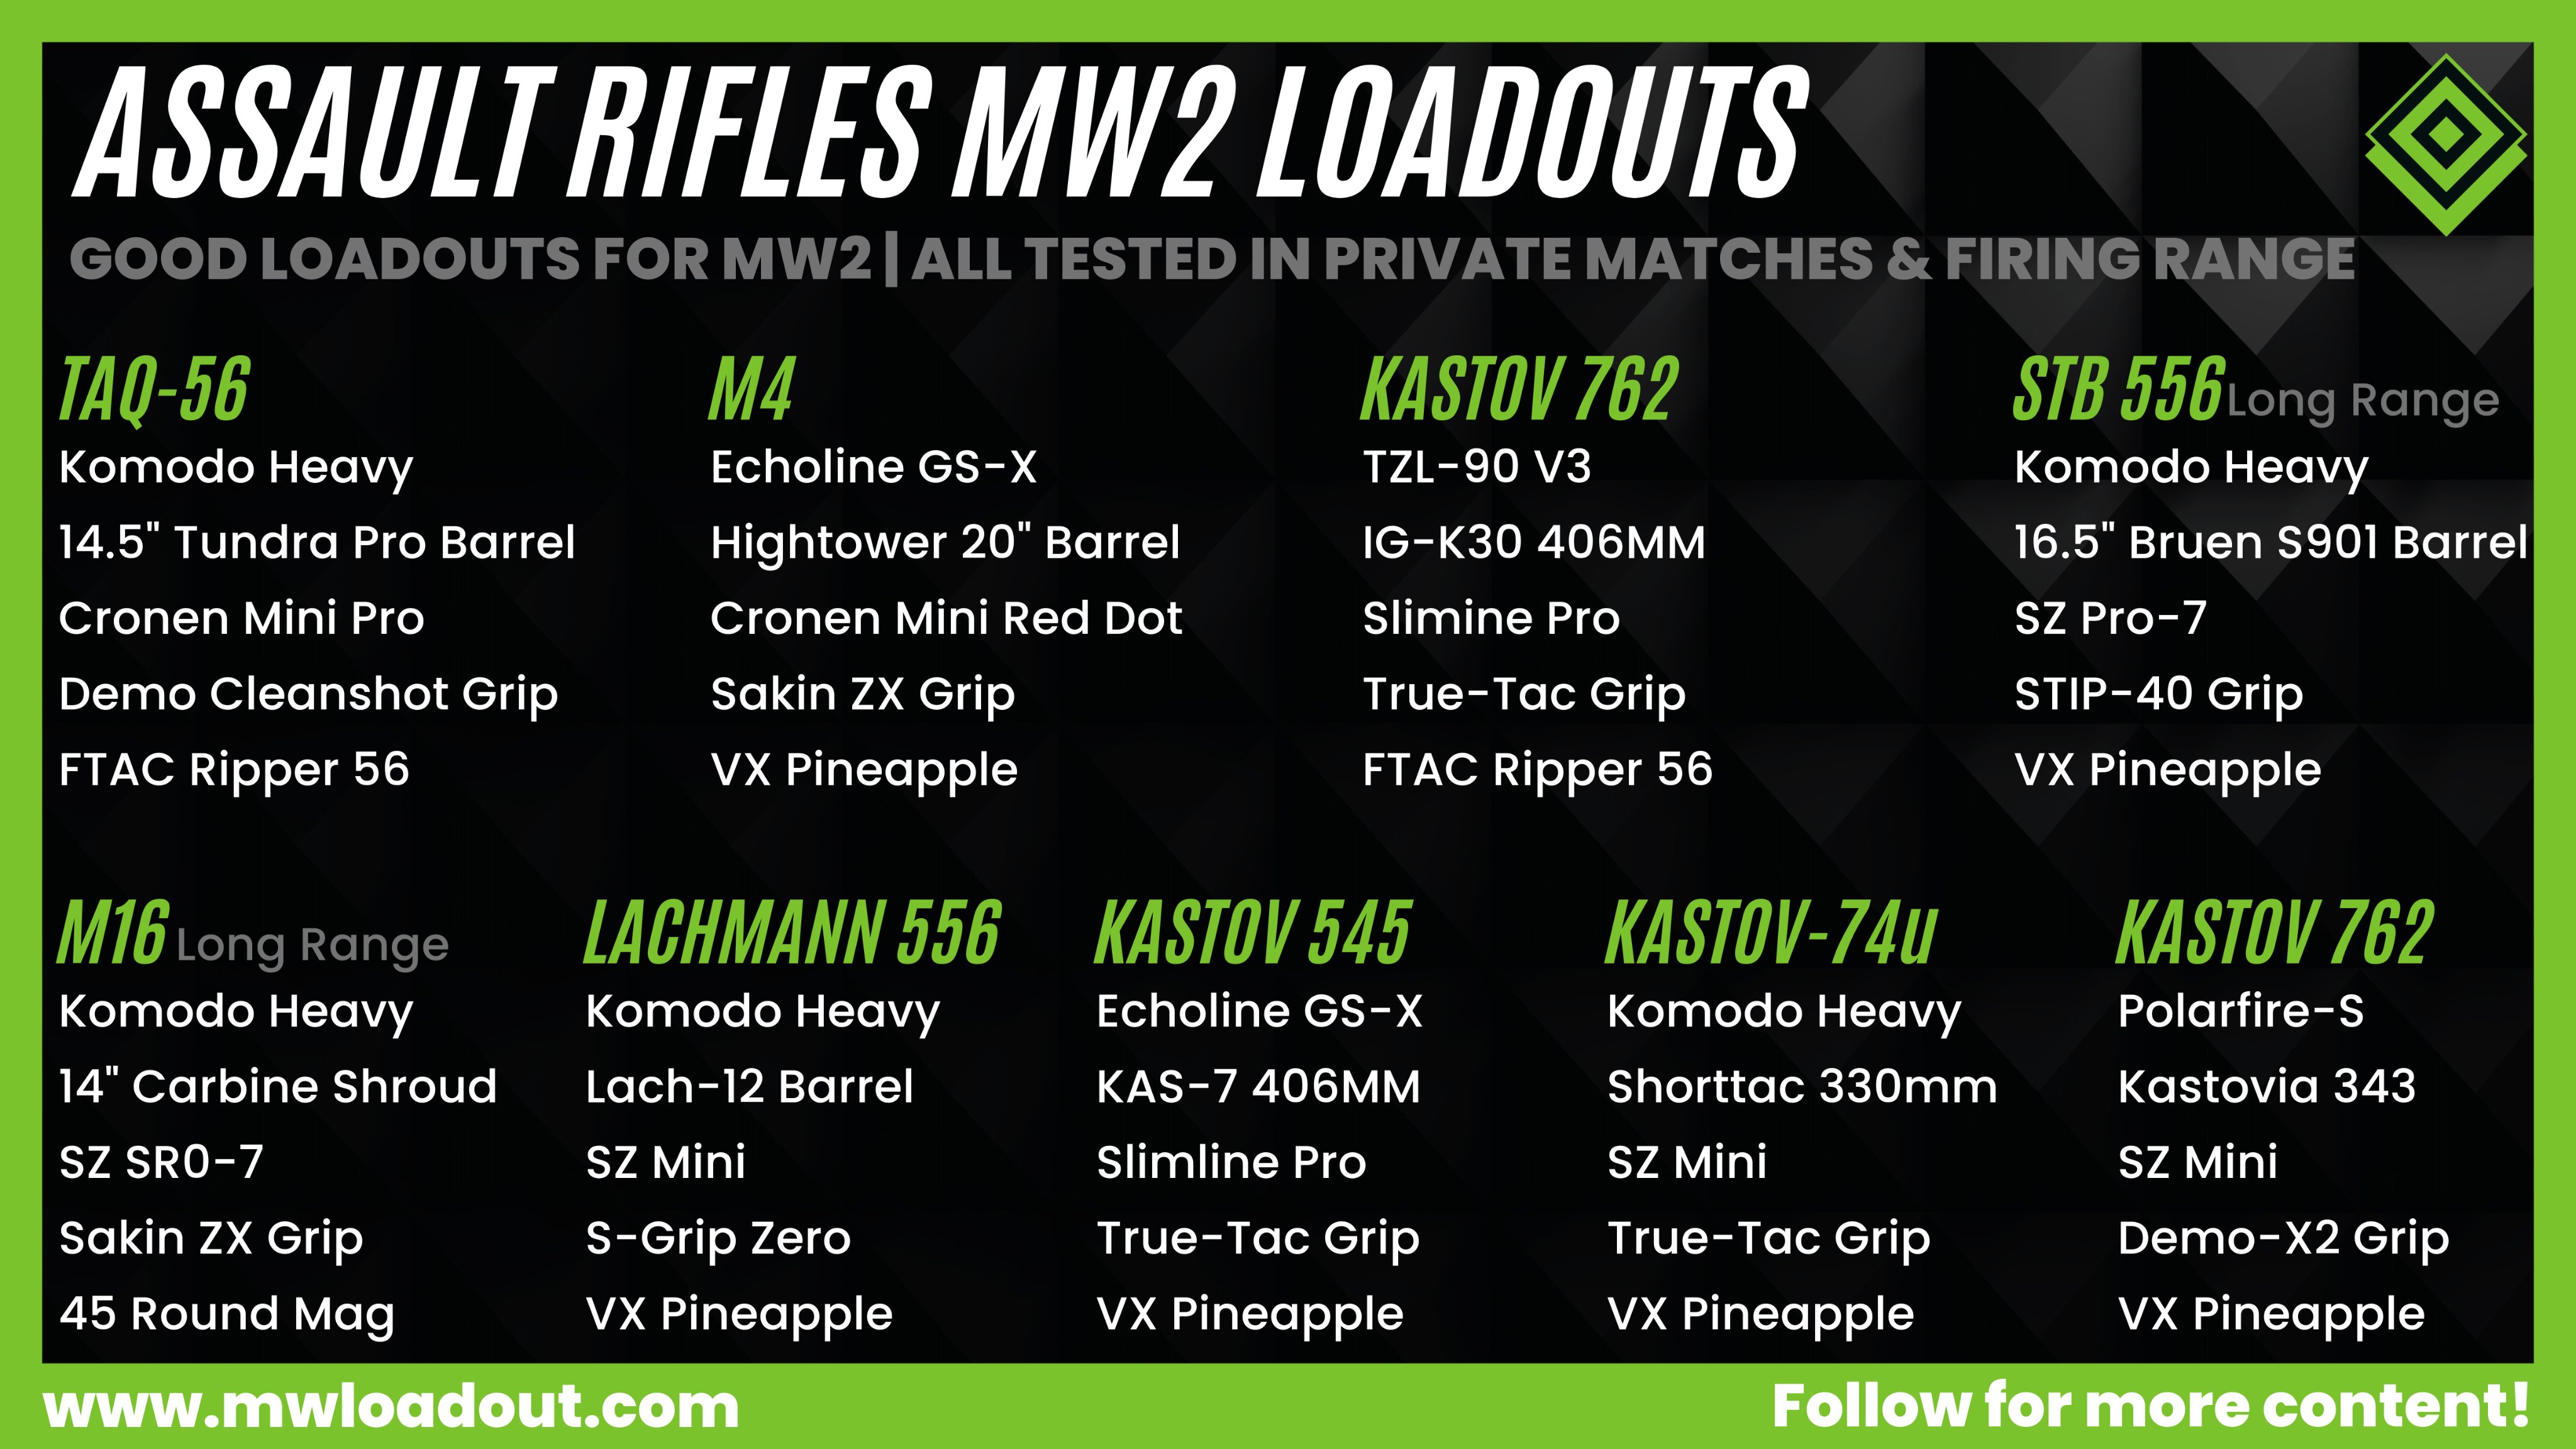 ASSAULT RIFLES MW2 LOADOUTS
GOOD LOADOUTS FOR MW2 | ALL TESTED IN PRIVATE MATCHES & FIRING RANGE
TAQ-56
Komodo Heavy
14.5" Tundra Pro Barrel
Cronen Mini Pro
Demo Cleanshot Grip
FTAC Ripper 56
M4
Echoline GS-X
Hightower 20" Barrel
Cronen Mini Red Dot
Sakin ZX Grip
VX Pineapple
KASTOV 762
TZL-90 V3
IG-K30 406MM
Slimine Pro
True-Tac Grip
FTAC Ripper 56
STB 556 Long Range
Komodo Heavy
16.5" Bruen S901 Barrel
SZ Pro-7
STIP-40 Grip
VX Pineapple
M16 Long Range
Komodo Heavy
14" Carbine Shroud
SZ SR0-7
Sakin ZX Grip
45 Round Mag
LACHMANN 556
Komodo Heavy
Lach-12 Barrel
SZ Mini
S-Grip Zero
VX Pineapple
KASTOV 545
Echoline GS-X
KAS-7 406MM
Slimline Pro
True-Tac Grip
VX Pineapple
KASTOV-74u
Komodo Heavy
Shorttac 330mm
SZ Mini
True-Tac Grip
VX Pineapple
KASTOV 762
Polarfire-S
Kastovia 343
SZ Mini
Demo-X2 Grip
VX Pineapple
www.mwloadout.com
Follow for more content!